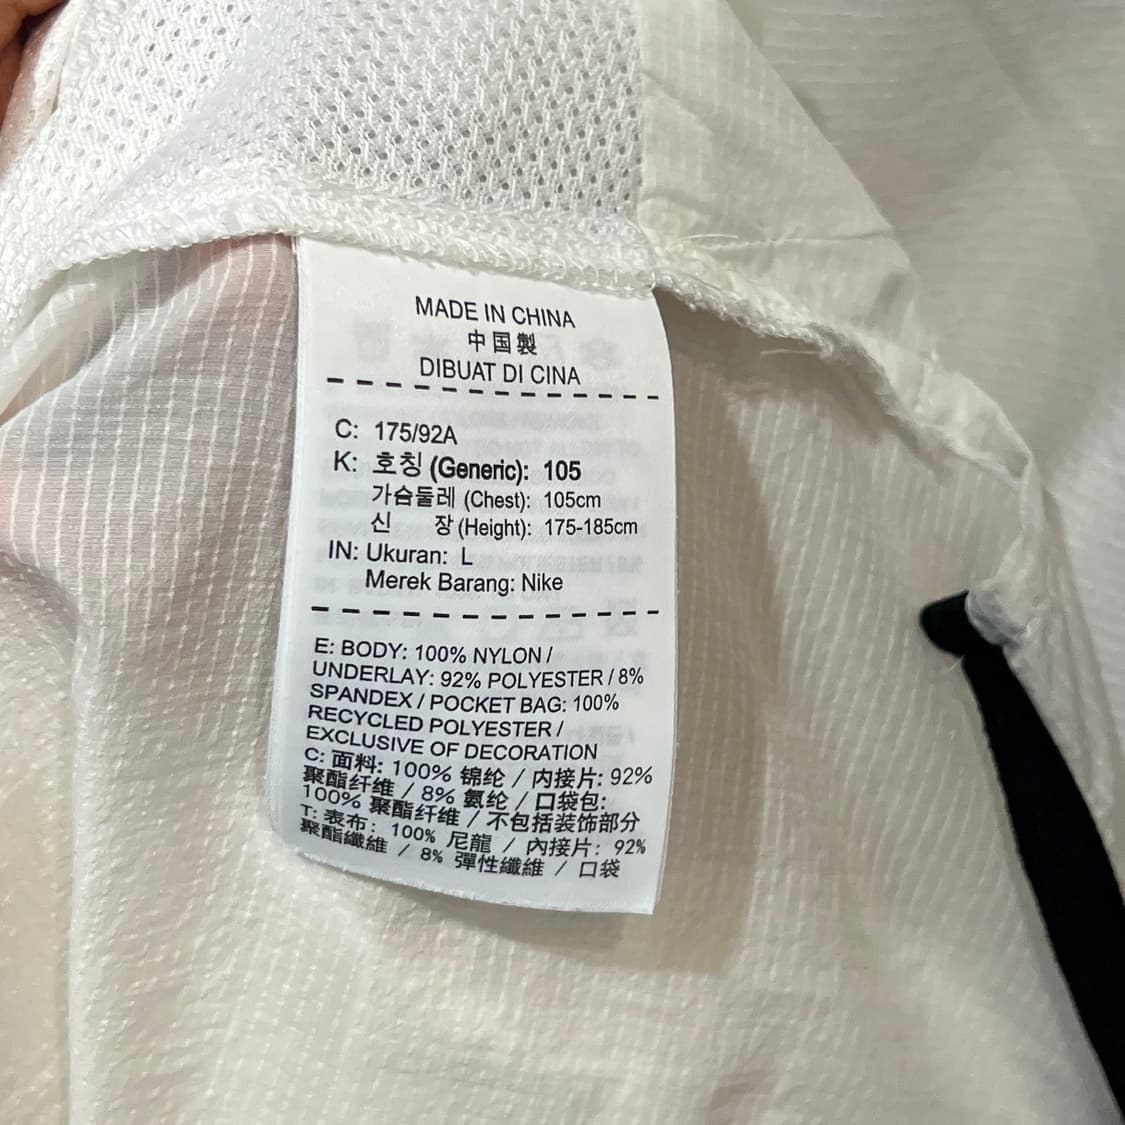 MADE IN CHINA
中国製
DIBUAT DI CINA
C: 175/92A
K: 호칭 (Generic): 105
가슴둘레 (Chest): 105cm
신 장 (Height): 175-185cm
IN: Ukuran: L
Merek Barang: Nike
E: BODY: 100% NYLON /
UNDERLAY: 92% POLYESTER / 8%
SPANDEX / POCKET BAG: 100%
RECYCLED POLYESTER /
EXCLUSIVE OF DECORATION
C: 面料: 100% 锦纶 / 内接片: 92%
聚酯纤维 / 8% 氨纶 / 口袋包:
100% 聚酯纤维 / 不包括装饰部分
T: 表布: 100% 尼龍 / 內接片: 92%
聚酯纖維 / 8% 彈性纖維 / 口袋